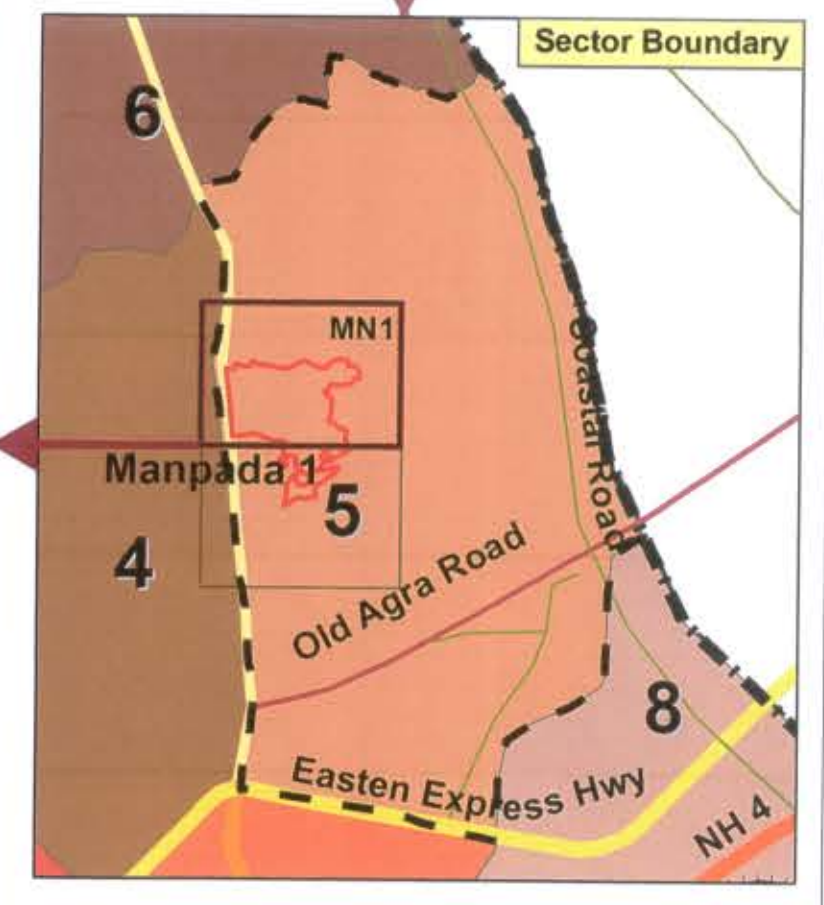 Sector Boundary
6
MN1
Coastal Road
Manpada 1
5
4
Old Agra Road
8
Easten Express Hwy
NH 4